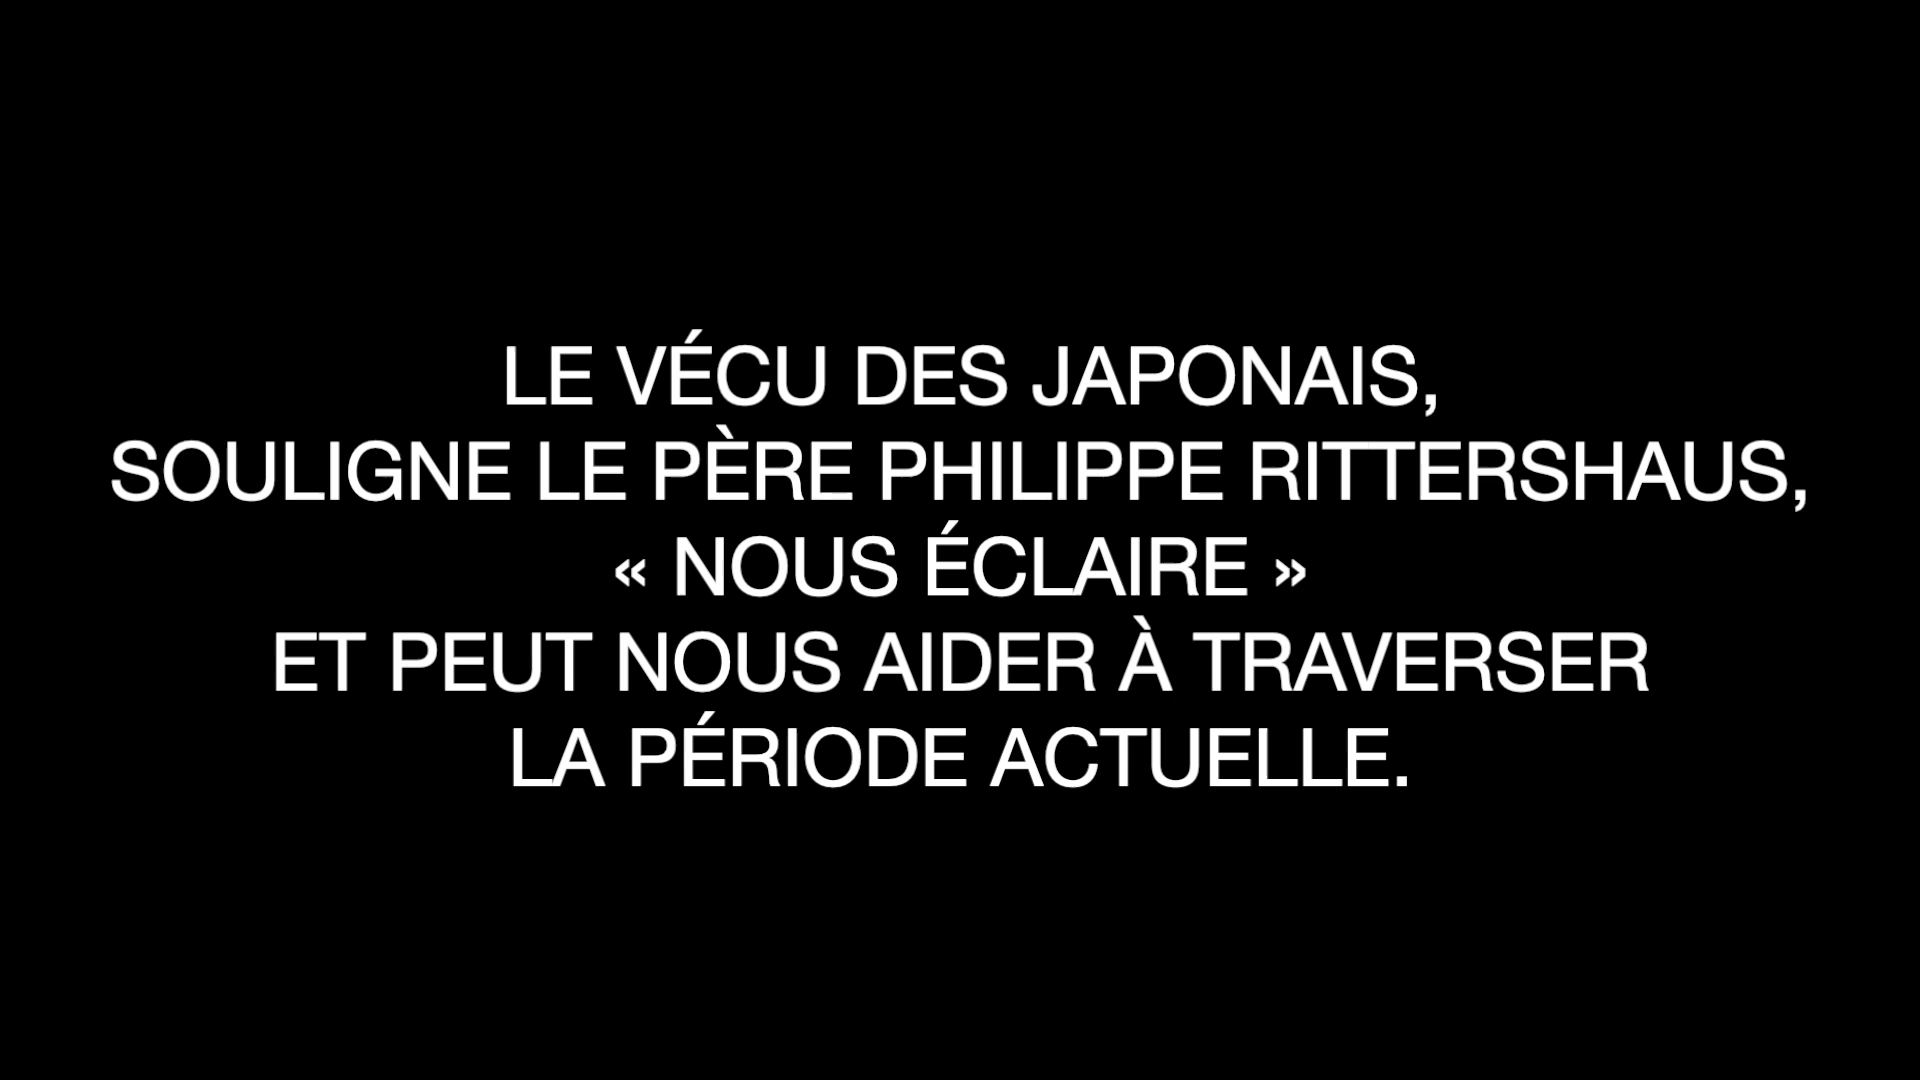 LE VÉCU DES JAPONAIS,
SOULIGNE LE PÈRE PHILIPPE RITTERSHAUS,
« NOUS ÉCLAIRE »
ET PEUT NOUS AIDER À TRAVERSER
LA PÉRIODE ACTUELLE.